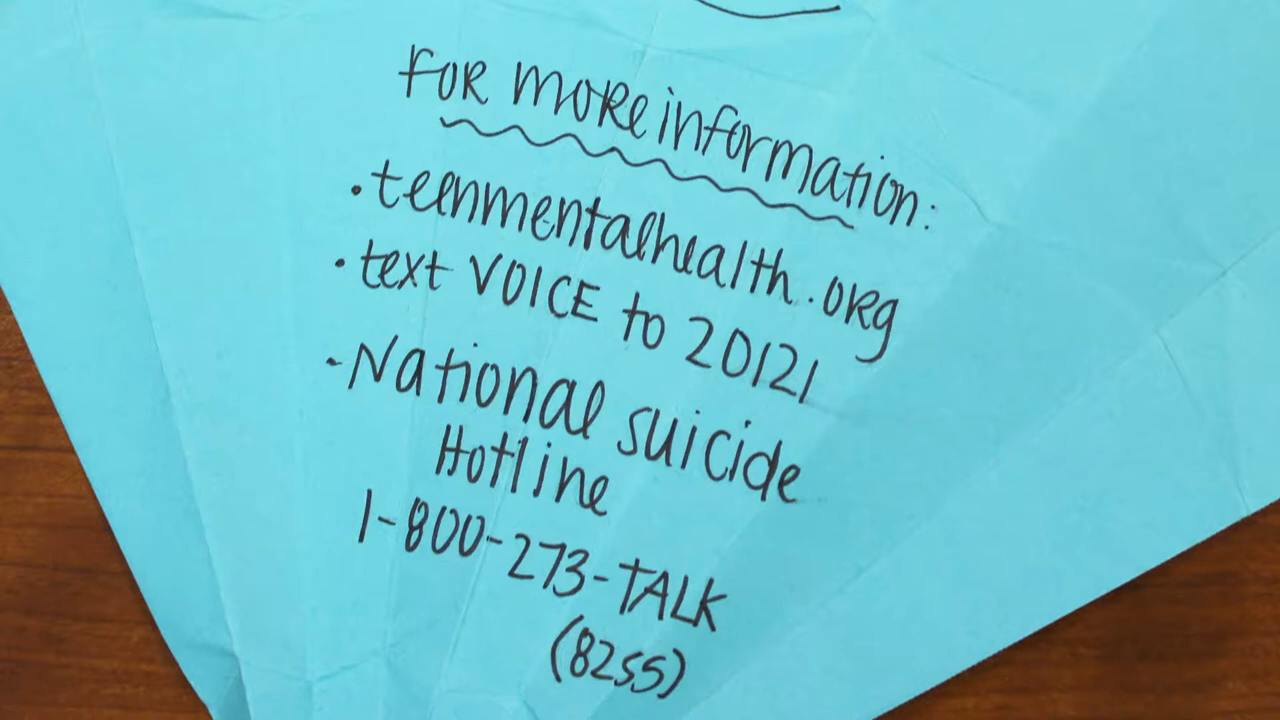 FOR MORE information:
• teenmentalhealth.org
• text VOICE to 20121
- National suicide
Hotline
1-800-273-TALK
(8255)